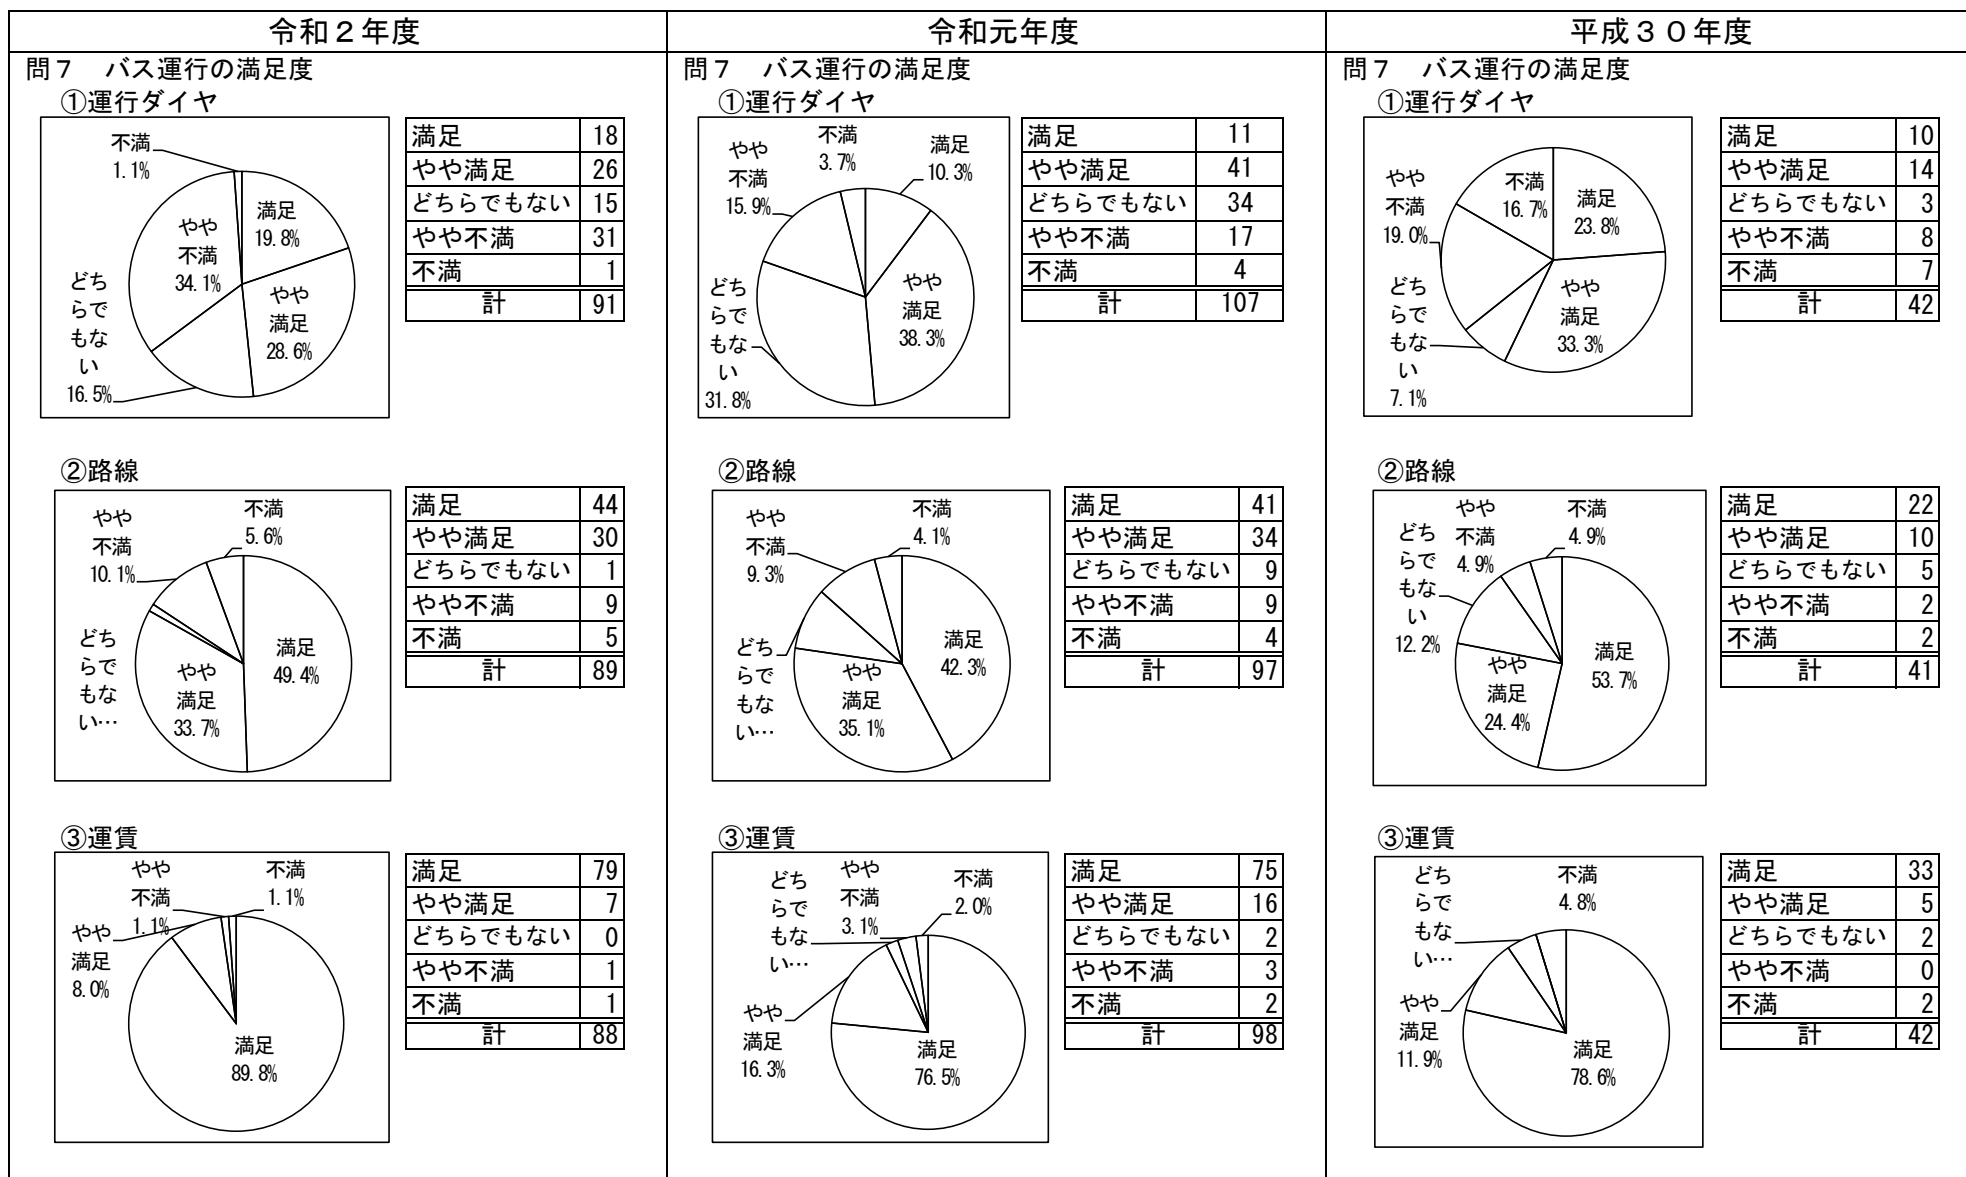 令和２年度
令和元年度
平成３０年度
問７　バス運行の満足度
①運行ダイヤ
不満
1.1%
満足
19.8%
やや
不満
34.1%
やや
満足
28.6%
どち
らで
もな
い
16.5%
満足 18
やや満足 26
どちらでもない 15
やや不満 31
不満 1
計 91
②路線
やや
不満
10.1%
不満
5.6%
どち
らで
もな
い…
やや
満足
33.7%
満足
49.4%
満足 44
やや満足 30
どちらでもない 1
やや不満 9
不満 5
計 89
③運賃
やや
不満
1.1%
不満
1.1%
やや
満足
8.0%
満足
89.8%
満足 79
やや満足 7
どちらでもない 0
やや不満 1
不満 1
計 88
問７　バス運行の満足度
①運行ダイヤ
やや
不満
15.9%
不満
3.7%
満足
10.3%
どち
らで
もな
い
31.8%
やや
満足
38.3%
満足 11
やや満足 41
どちらでもない 34
やや不満 17
不満 4
計 107
②路線
やや
不満
9.3%
不満
4.1%
どち
らで
もな
い…
やや
満足
35.1%
満足
42.3%
満足 41
やや満足 34
どちらでもない 9
やや不満 9
不満 4
計 97
③運賃
どち
らで
もな
い…
やや
不満
3.1%
不満
2.0%
やや
満足
16.3%
満足
76.5%
満足 75
やや満足 16
どちらでもない 2
やや不満 3
不満 2
計 98
問７　バス運行の満足度
①運行ダイヤ
やや
不満
19.0%
不満
16.7%
満足
23.8%
どち
らで
もな
い
7.1%
やや
満足
33.3%
満足 10
やや満足 14
どちらでもない 3
やや不満 8
不満 7
計 42
②路線
どち
らで
もな
い
12.2%
やや
不満
4.9%
不満
4.9%
やや
満足
24.4%
満足
53.7%
満足 22
やや満足 10
どちらでもない 5
やや不満 2
不満 2
計 41
③運賃
どち
らで
もな
い…
不満
4.8%
やや
満足
11.9%
満足
78.6%
満足 33
やや満足 5
どちらでもない 2
やや不満 0
不満 2
計 42